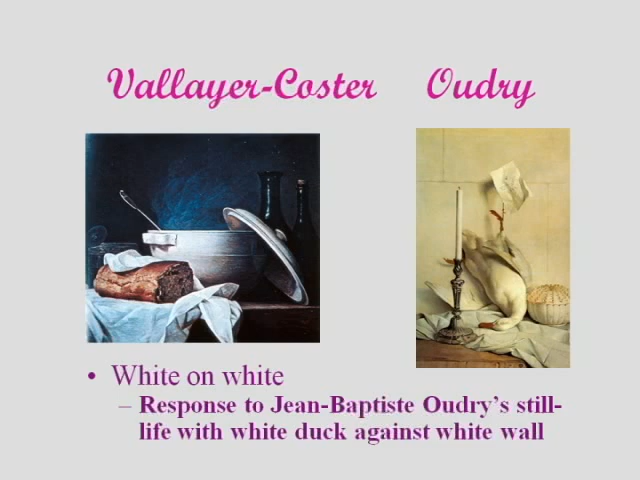 Vallayer-Coster Oudry
• White on white
– Response to Jean-Baptiste Oudry’s still-
life with white duck against white wall